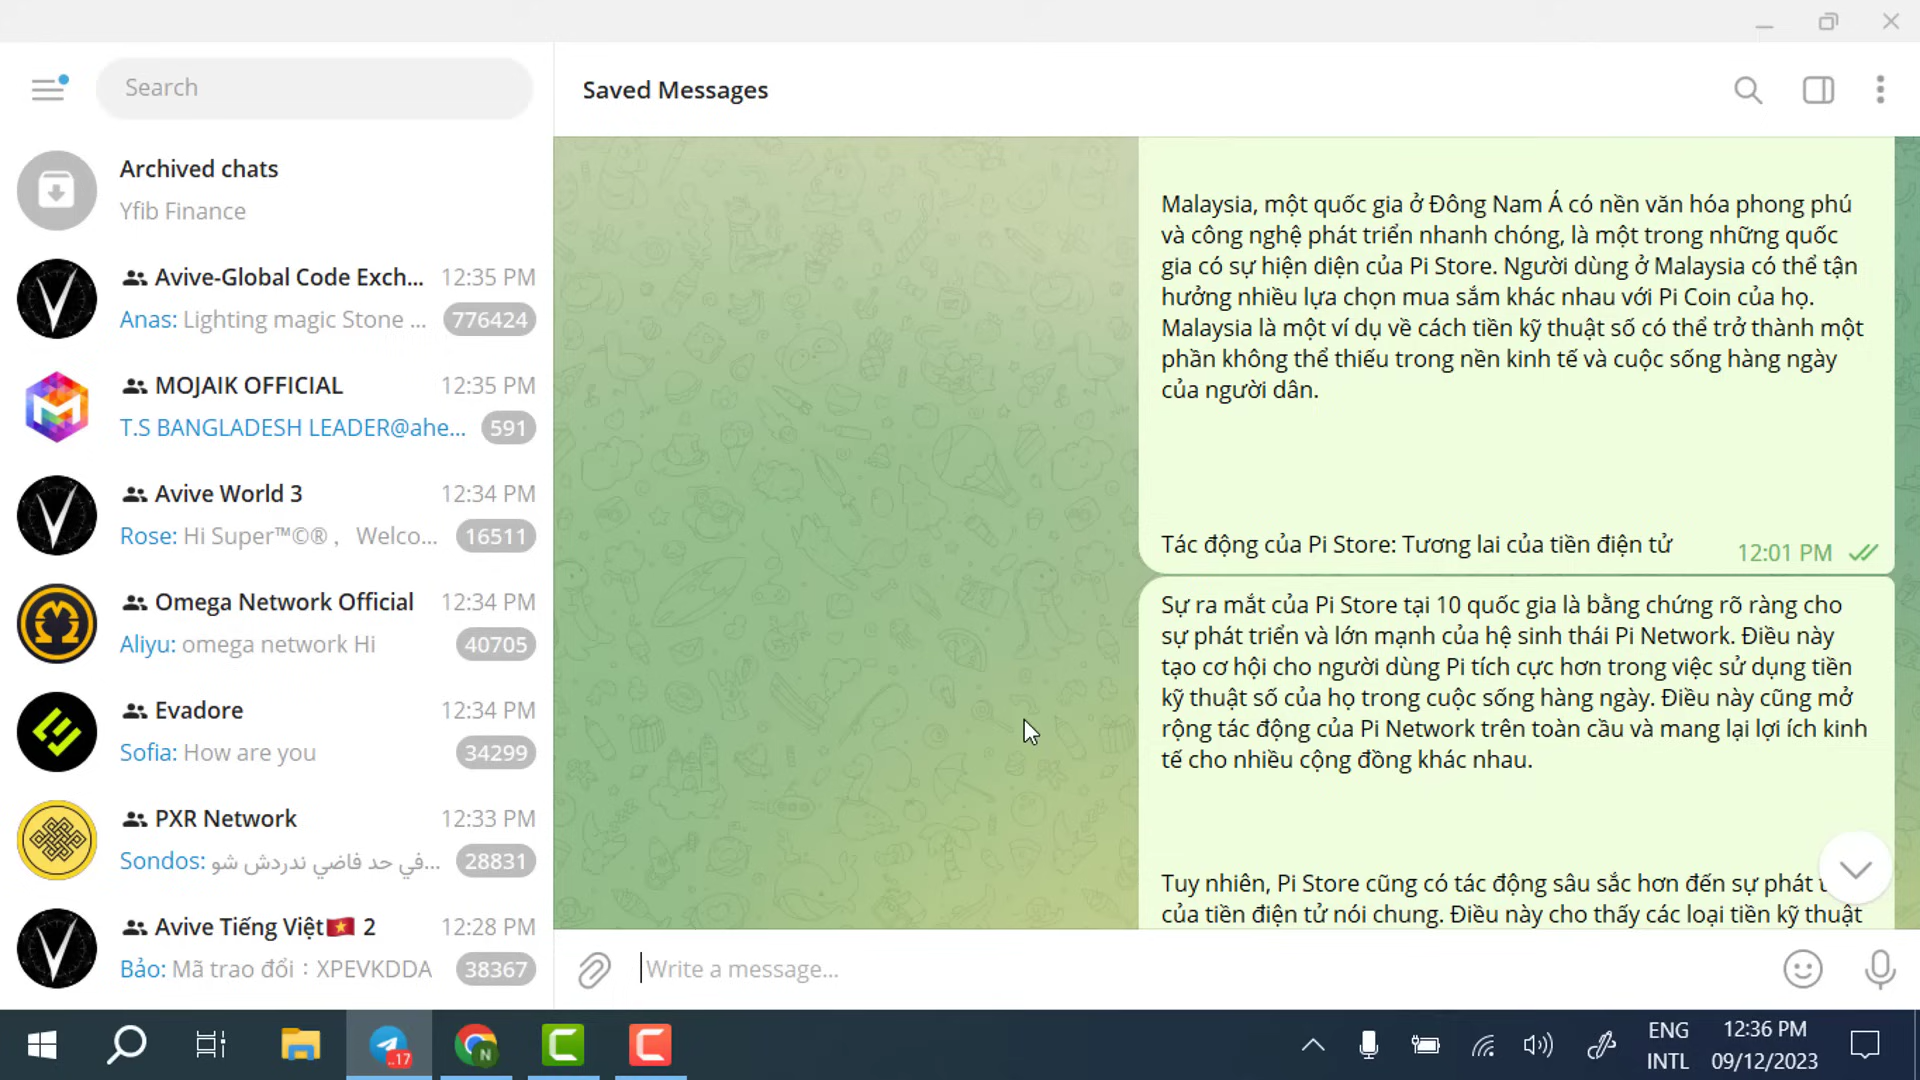 Search
Saved Messages
Archived chats
Yfib Finance
Avive-Global Code Exch... 12:35 PM
Anas: Lighting magic Stone ... 776424
MOJAIK OFFICIAL 12:35 PM
T.S BANGLADESH LEADER@ahe... 591
Avive World 3 12:34 PM
Rose: Hi Super™©® , Welco... 16511
Omega Network Official 12:34 PM
Aliyu: omega network Hi 40705
Evadore 12:34 PM
Sofia: How are you 34299
PXR Network 12:33 PM
Sondos: في حد فاضي ندردش شو... 28831
Avive Tiếng Việt🇻🇳 2 12:28 PM
Bảo: Mã trao đổi：XPEVKDDA 38367
Malaysia, một quốc gia ở Đông Nam Á có nền văn hóa phong phú
và công nghệ phát triển nhanh chóng, là một trong những quốc
gia có sự hiện diện của Pi Store. Người dùng ở Malaysia có thể tận
hưởng nhiều lựa chọn mua sắm khác nhau với Pi Coin của họ.
Malaysia là một ví dụ về cách tiền kỹ thuật số có thể trở thành một
phần không thể thiếu trong nền kinh tế và cuộc sống hàng ngày
của người dân.
Tác động của Pi Store: Tương lai của tiền điện tử
12:01 PM
Sự ra mắt của Pi Store tại 10 quốc gia là bằng chứng rõ ràng cho
sự phát triển và lớn mạnh của hệ sinh thái Pi Network. Điều này
tạo cơ hội cho người dùng Pi tích cực hơn trong việc sử dụng tiền
kỹ thuật số của họ trong cuộc sống hàng ngày. Điều này cũng mở
rộng tác động của Pi Network trên toàn cầu và mang lại lợi ích kinh
tế cho nhiều cộng đồng khác nhau.
Tuy nhiên, Pi Store cũng có tác động sâu sắc hơn đến sự phát
của tiền điện tử nói chung. Điều này cho thấy các loại tiền kỹ thuật
Write a message...
..17
N
ENG
INTL
12:36 PM
09/12/2023